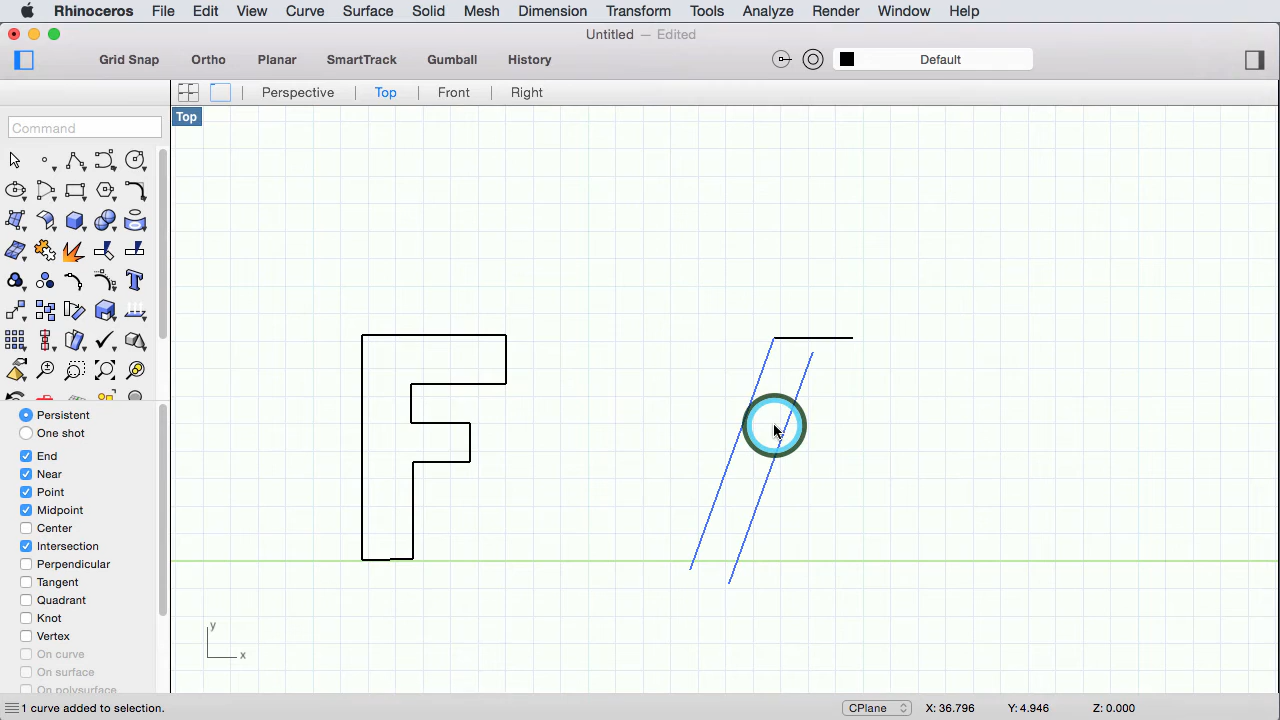 Rhinoceros File Edit View Curve Surface Solid Mesh Dimension Transform Tools Analyze Render Window Help
Untitled — Edited
Grid Snap Ortho Planar SmartTrack Gumball History Default
Perspective Top Front Right
Top
Command
Persistent
One shot
End
Near
Point
Midpoint
Center
Intersection
Perpendicular
Tangent
Quadrant
Knot
Vertex
On curve
On surface
On polysurface
y
x
1 curve added to selection. CPlane X: 36.796 Y: 4.946 Z: 0.000